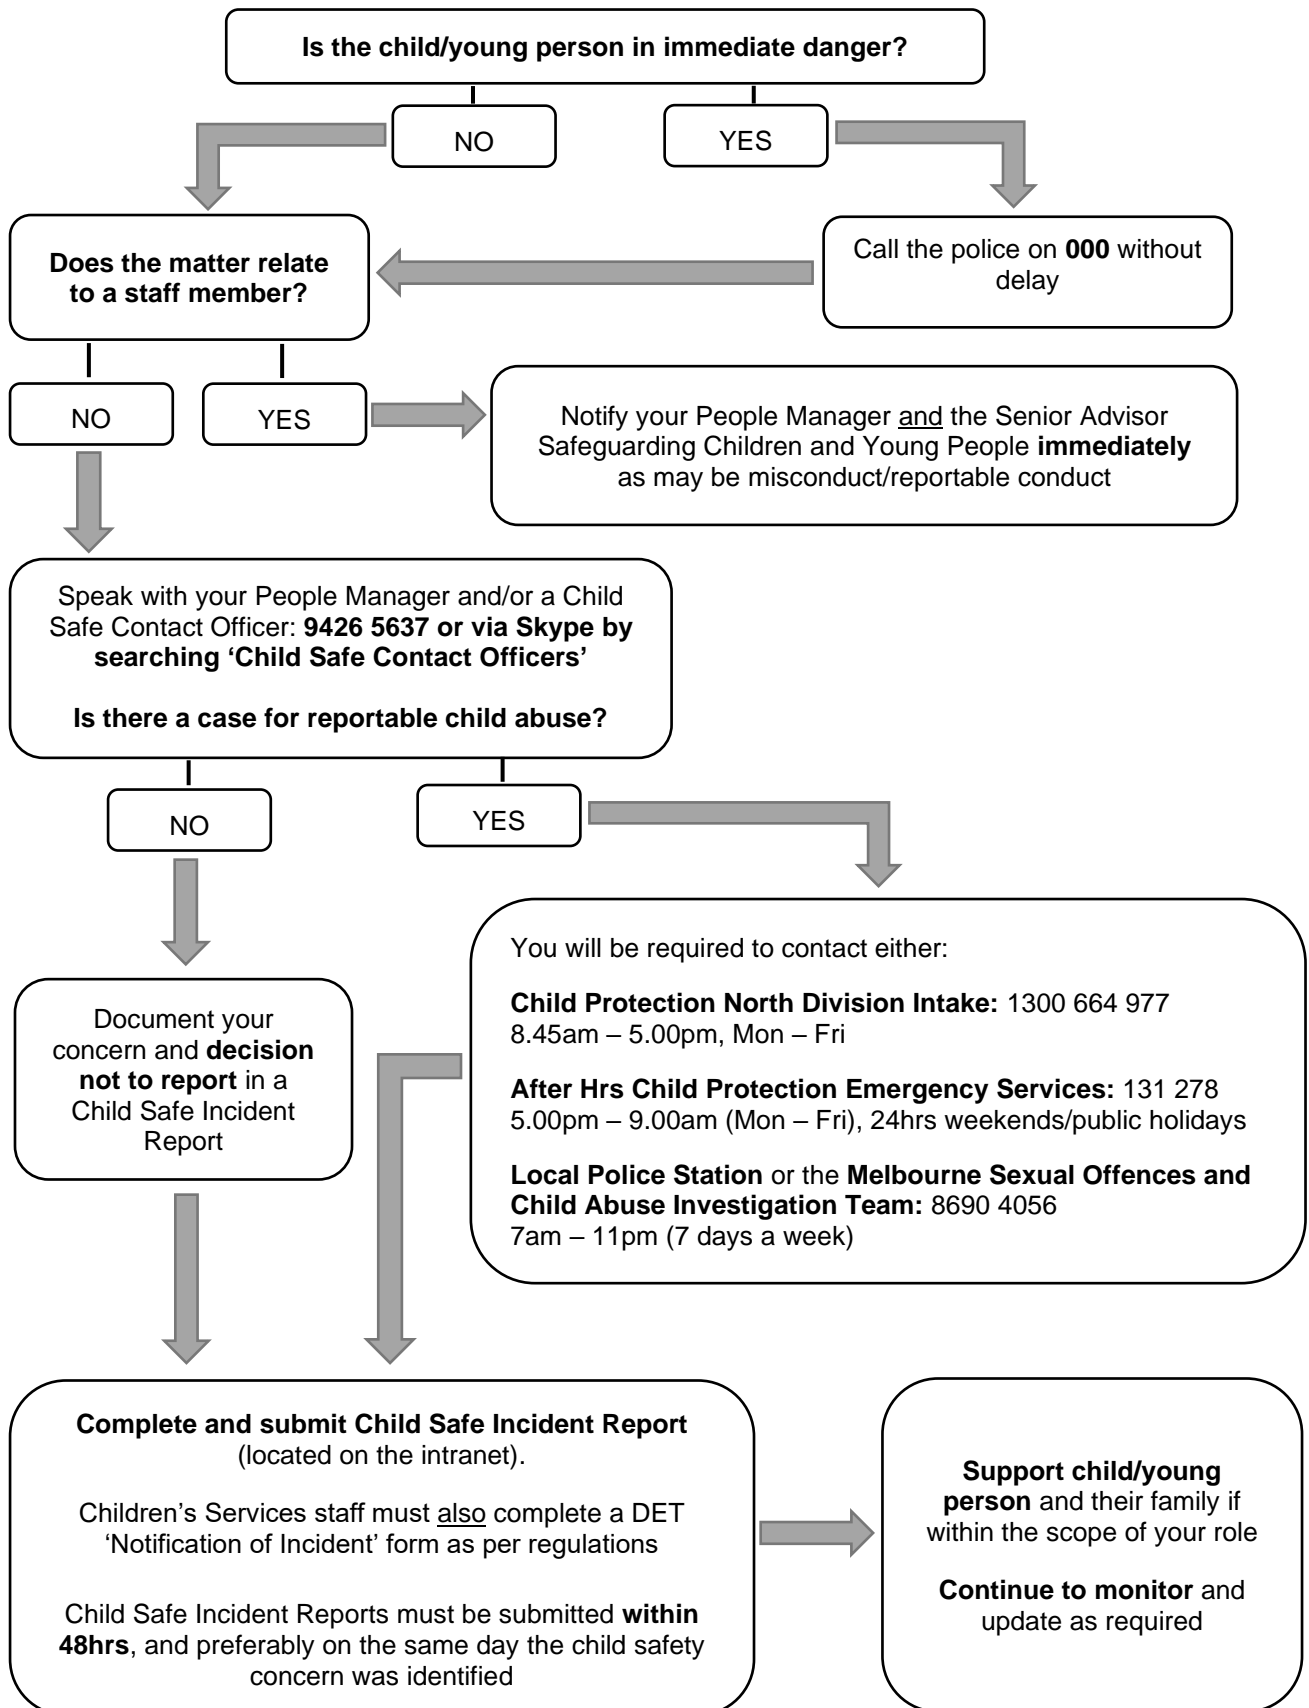 Is the child/young person in immediate danger?
NO
YES
Does the matter relate
to a staff member?
Call the police on 000 without
delay
NO
YES
Notify your People Manager and the Senior Advisor
Safeguarding Children and Young People immediately
as may be misconduct/reportable conduct
Speak with your People Manager and/or a Child
Safe Contact Officer: 9426 5637 or via Skype by
searching ‘Child Safe Contact Officers’
Is there a case for reportable child abuse?
NO
YES
You will be required to contact either:
Child Protection North Division Intake: 1300 664 977
8.45am – 5.00pm, Mon – Fri
After Hrs Child Protection Emergency Services: 131 278
5.00pm – 9.00am (Mon – Fri), 24hrs weekends/public holidays
Local Police Station or the Melbourne Sexual Offences and
Child Abuse Investigation Team: 8690 4056
7am – 11pm (7 days a week)
Document your
concern and decision
not to report in a
Child Safe Incident
Report
Complete and submit Child Safe Incident Report
(located on the intranet).
Children’s Services staff must also complete a DET
‘Notification of Incident’ form as per regulations
Child Safe Incident Reports must be submitted within
48hrs, and preferably on the same day the child safety
concern was identified
Support child/young
person and their family if
within the scope of your role
Continue to monitor and
update as required